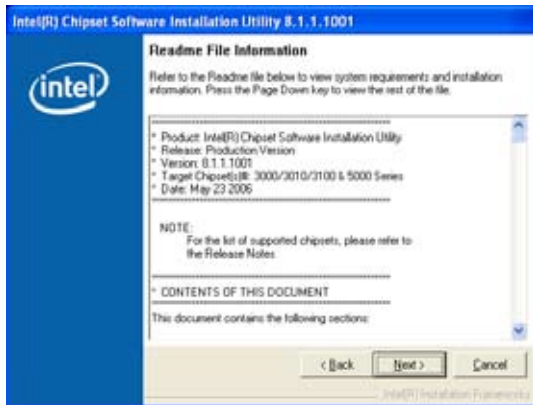 Intel(R) Chipset Software Installation Utility 8.1.1.1001
intel
Readme File Information
Refer to the Readme file below to view system requirements and installation
information. Press the Page Down key to view the rest of the file.
************************************************************
* Product: Intel(R) Chipset Software Installation Utility
* Release: Production Version
* Version: 8.1.1.1001
* Target Chipset(s)#: 3000/3010/3100 & 5000 Series
* Date: May 23 2006
************************************************************
NOTE:
For the list of supported chipsets, please refer to
the Release Notes
************************************************************
* CONTENTS OF THIS DOCUMENT
************************************************************
This document contains the following sections:
< Back
Next >
Cancel
Intel(R) Installation Frameworks